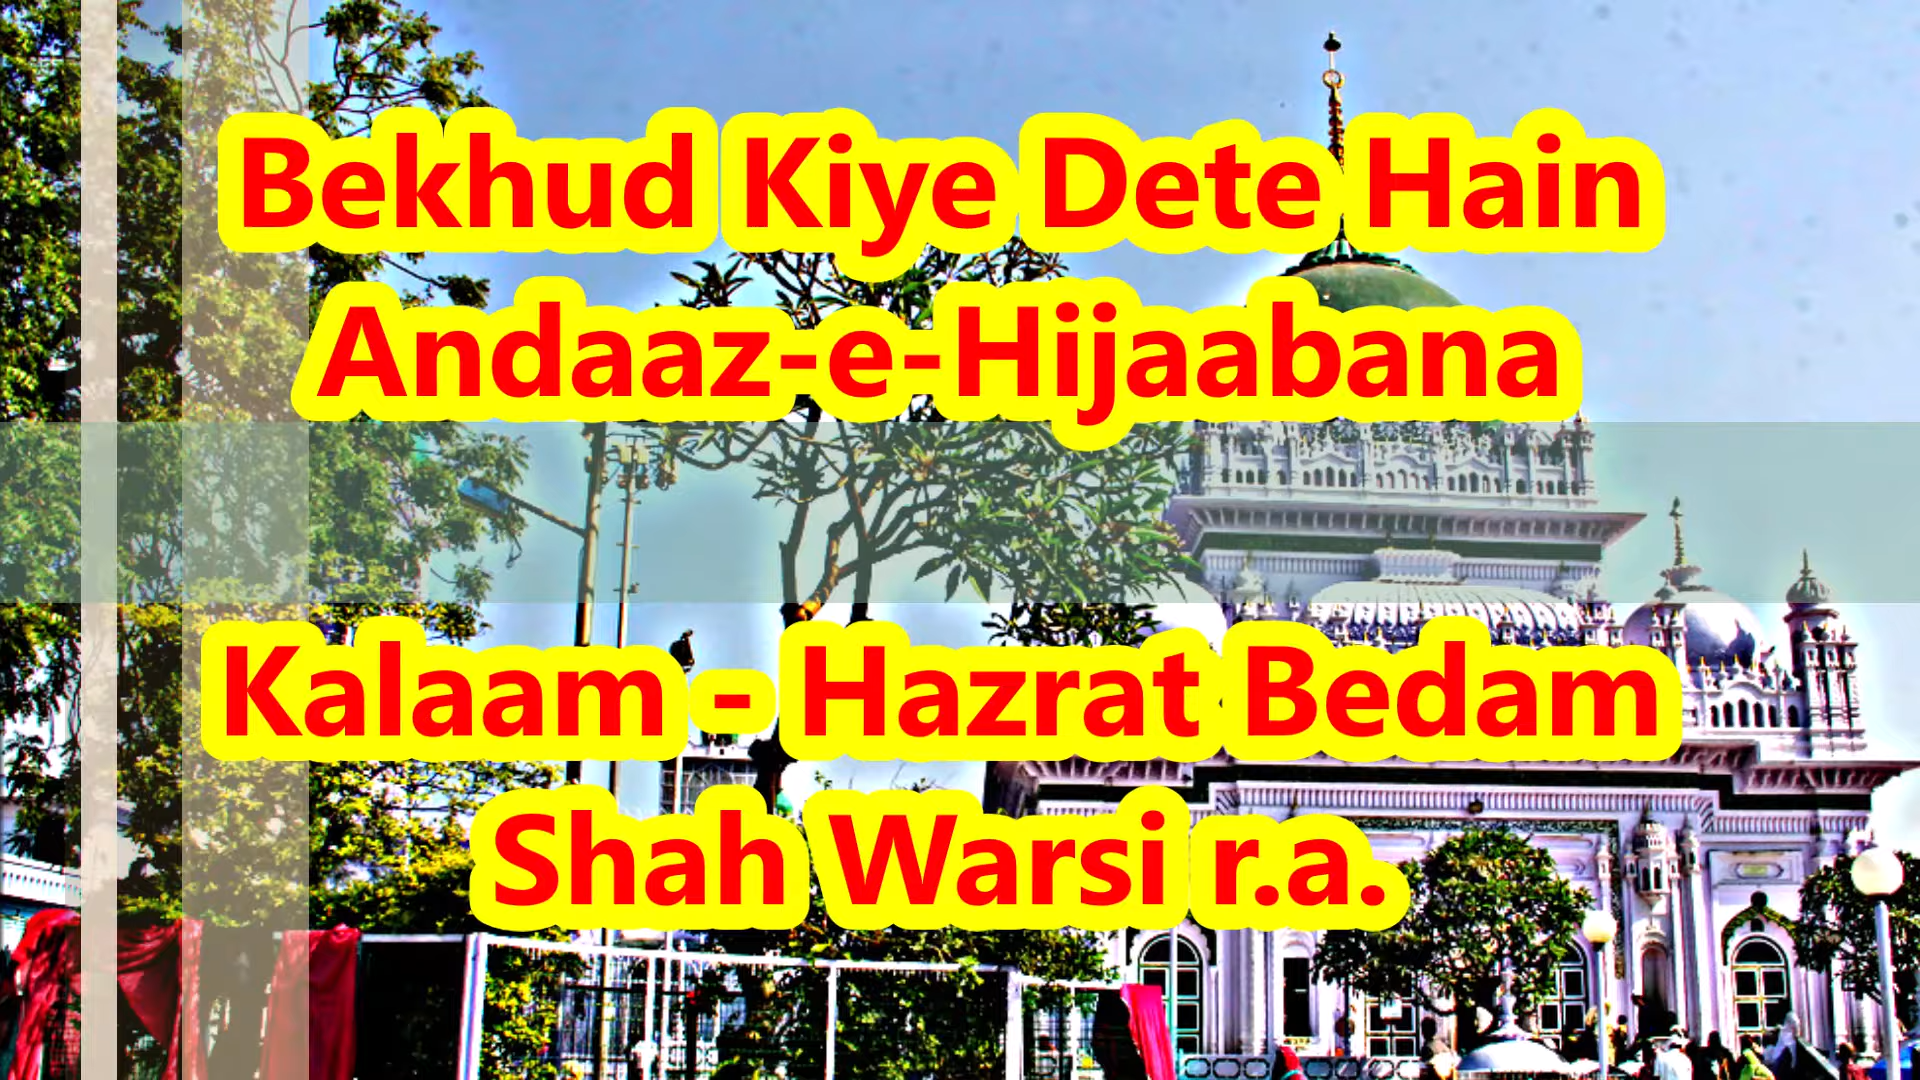 Bekhud Kiye Dete Hain
Andaaz-e-Hijaabana
Kalaam - Hazrat Bedam
Shah Warsi r.a.